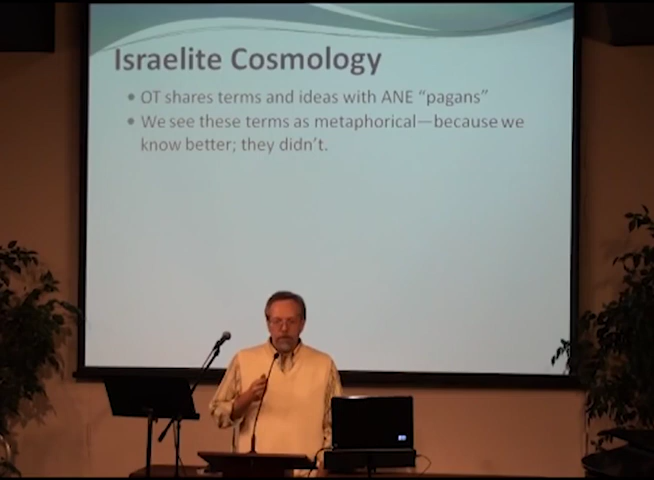 Israelite Cosmology
• OT shares terms and ideas with ANE “pagans”
• We see these terms as metaphorical—because we
know better; they didn’t.